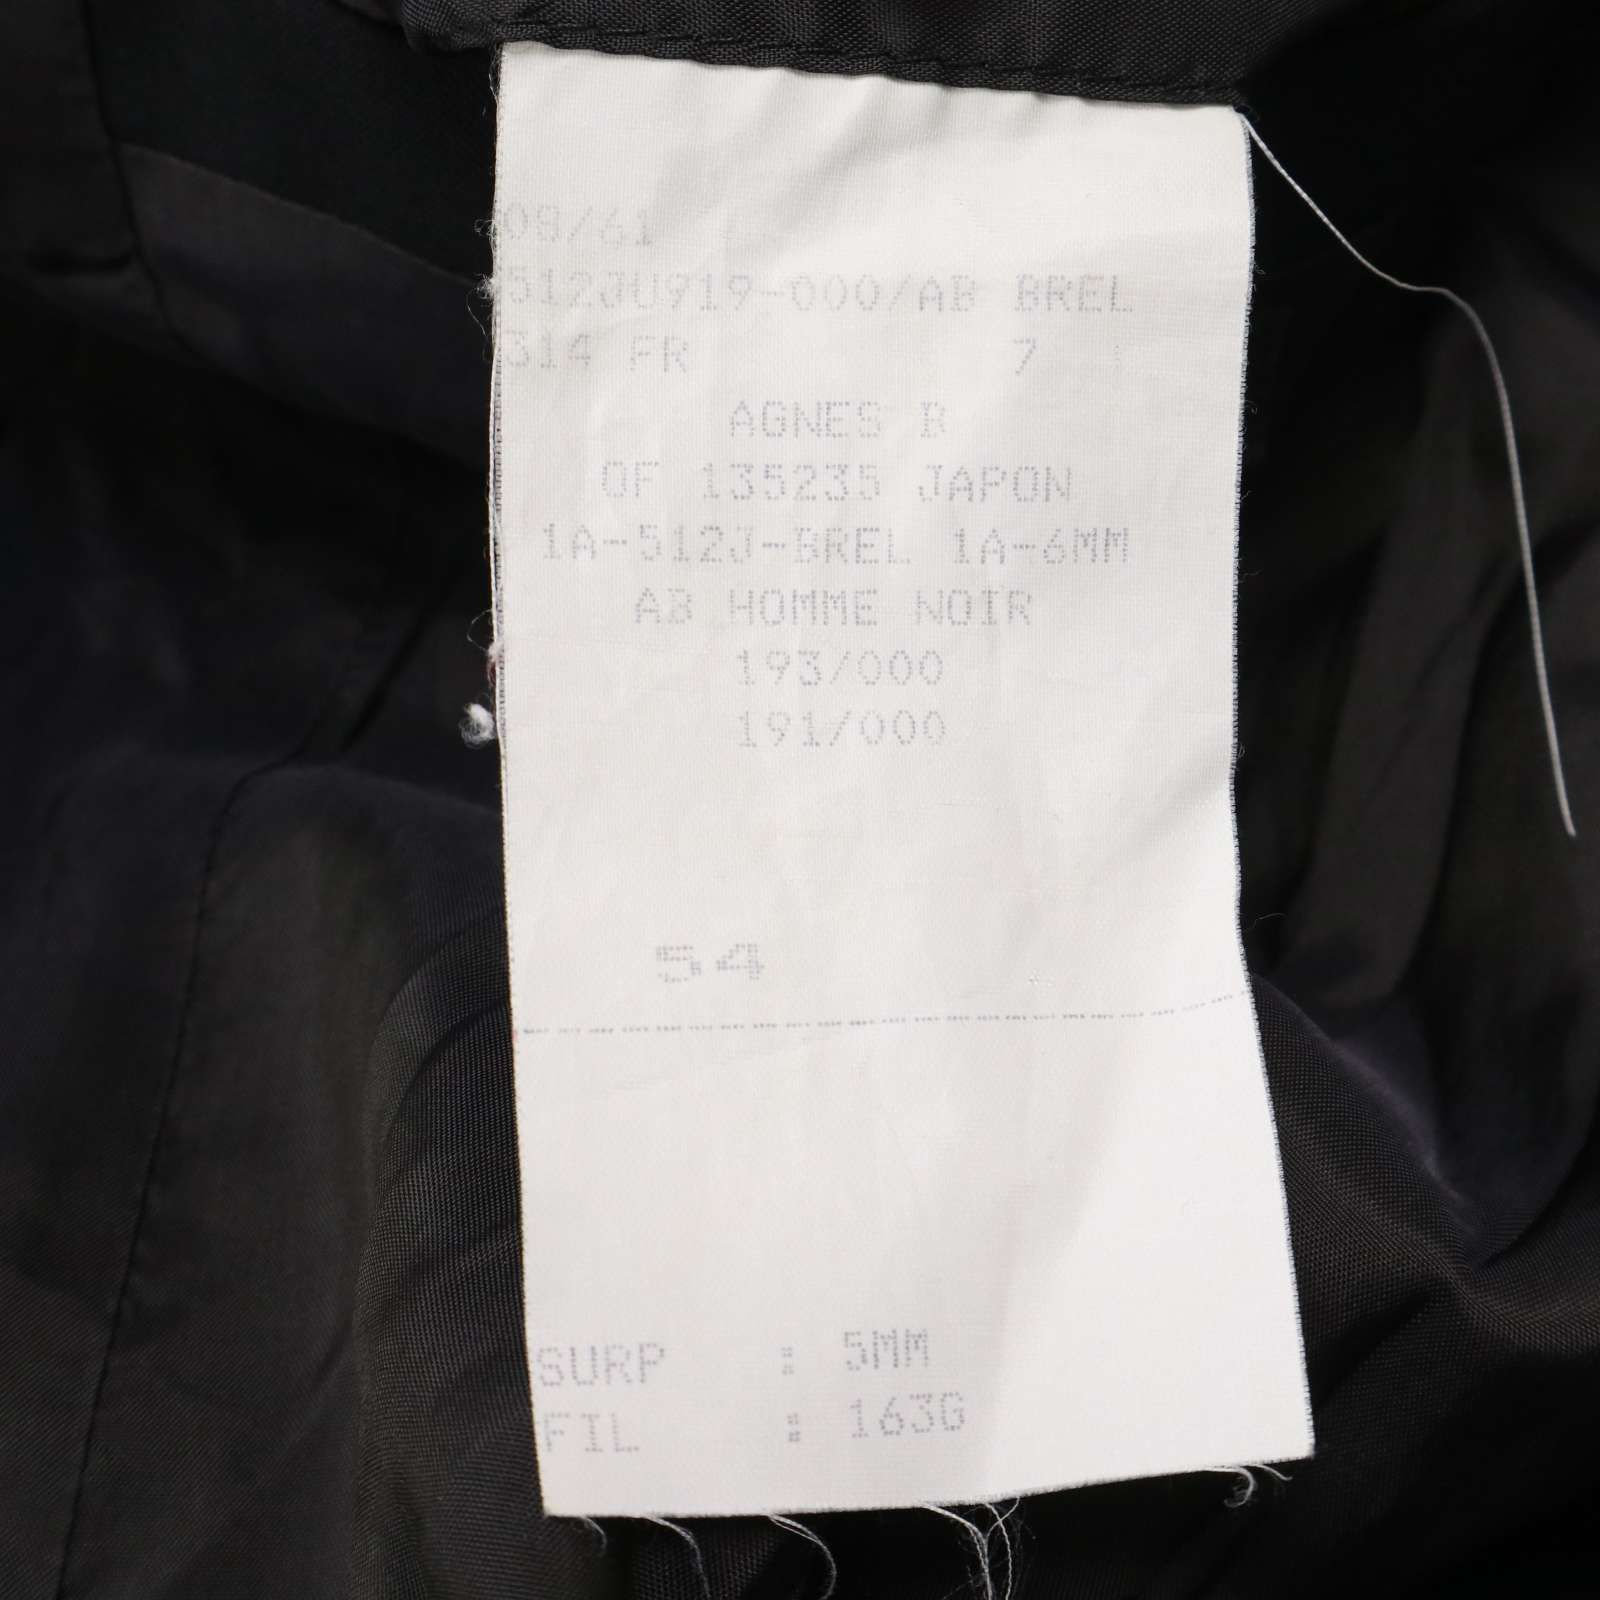 08/61
512JU919-000/AB BREL
314 FR 7
AGNES B
OF 135235 JAPON
1A-512J-BREL 1A-6MM
AB HOMME NOIR
193/000
191/000
54
SURP : 5MM
FIL : 163G